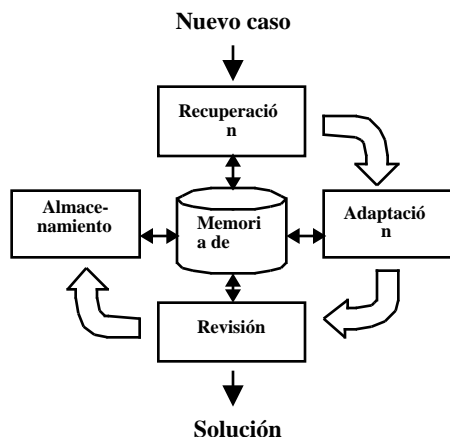 Nuevo caso
Recuperació
n
Almace-
namiento
Memori
a de
Adaptació
n
Revisión
Solución